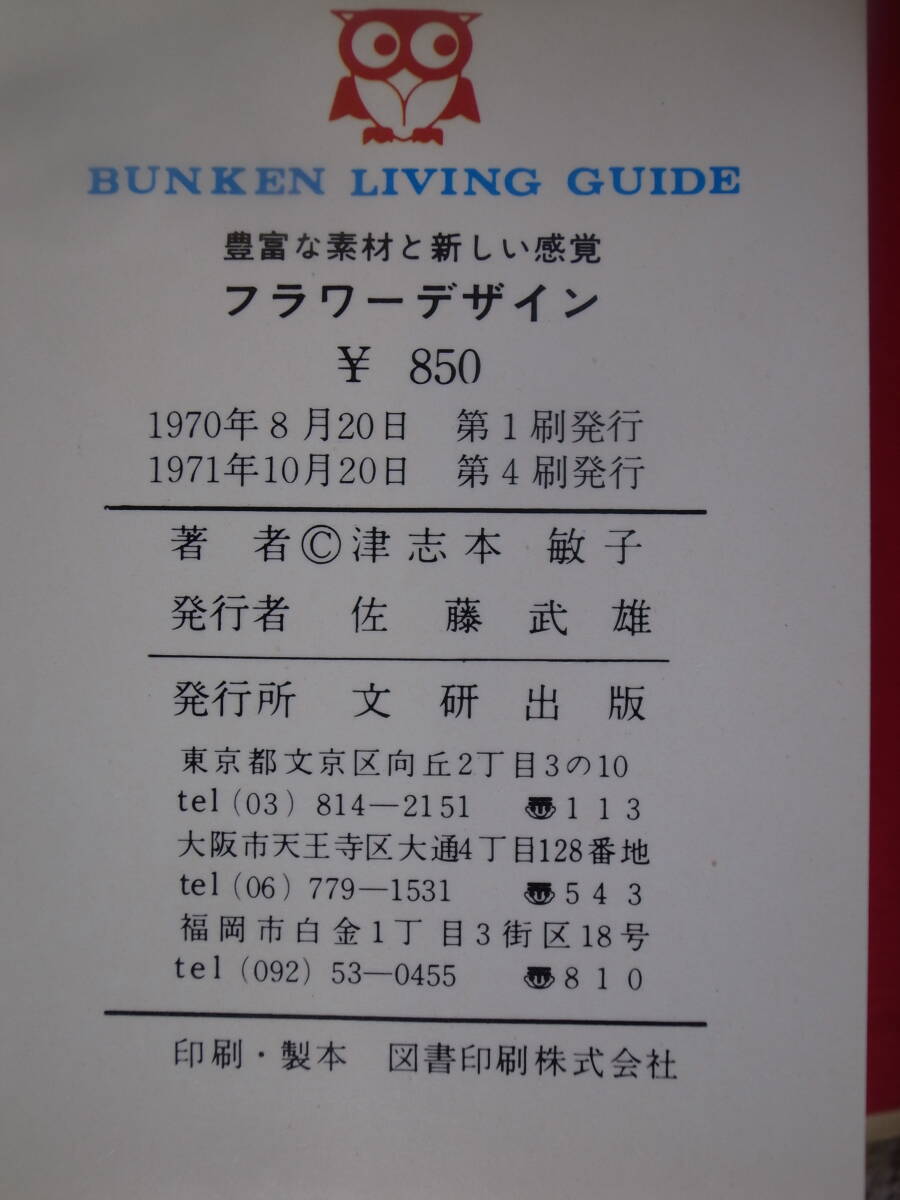 BUNKEN LIVING GUIDE
豊富な素材と新しい感覚
フラワーデザイン
¥ 850
1970年8月20日 第1刷発行
1971年10月20日 第4刷発行
著者©津志本敏子
発行者 佐藤武雄
発行所 文研出版
東京都文京区向丘2丁目3の10
tel (03) 814—2151 〠113
大阪市天王寺区大通4丁目128番地
tel (06) 779—1531 〠543
福岡市白金1丁目3街区18号
tel (092) 53—0455 〠810
印刷・製本 図書印刷株式会社